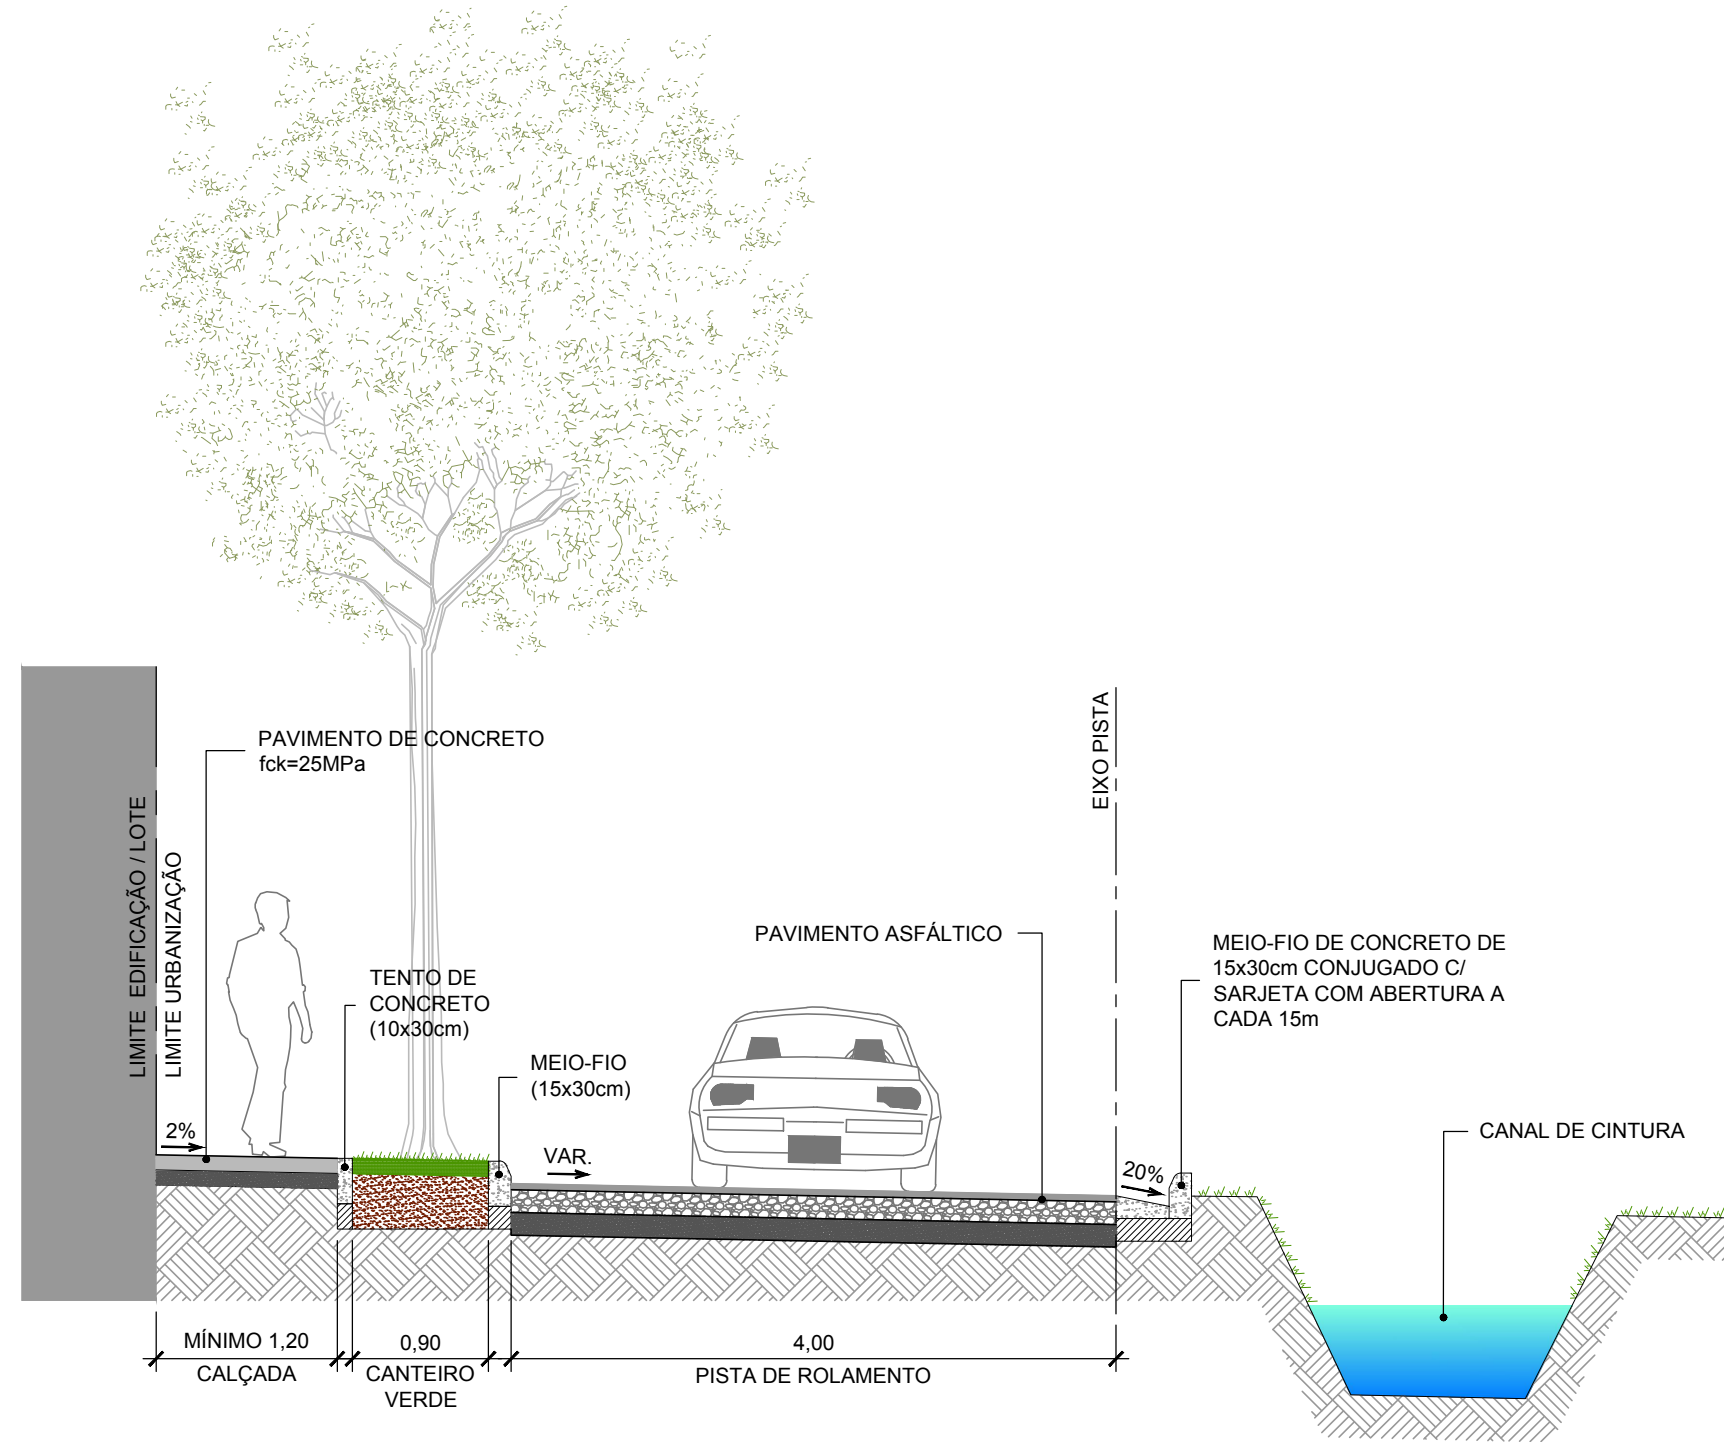 PAVIMENTO DE CONCRETO
fck=25MPa
LIMITE EDIFICAÇÃO / LOTE
LIMITE URBANIZAÇÃO
EIXO PISTA
PAVIMENTO ASFÁLTICO
MEIO-FIO DE CONCRETO DE
15x30cm CONJUGADO C/
SARJETA COM ABERTURA A
CADA 15m
TENTO DE
CONCRETO
(10x30cm)
MEIO-FIO
(15x30cm)
2%
VAR.
20%
CANAL DE CINTURA
MÍNIMO 1,20
CALÇADA
0,90
CANTEIRO
VERDE
4,00
PISTA DE ROLAMENTO